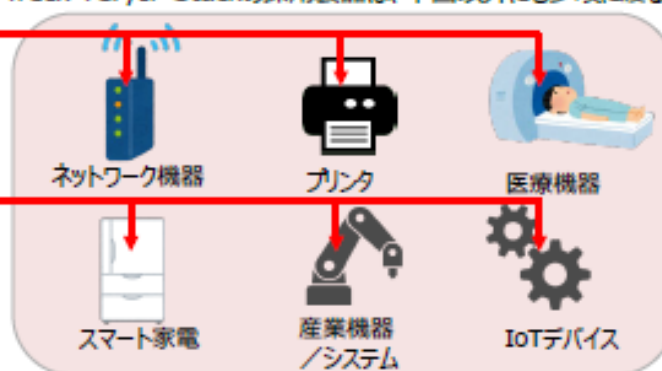 ネットワーク機器
プリンタ
医療機器
スマート家電
産業機器
／システム
IoTデバイス